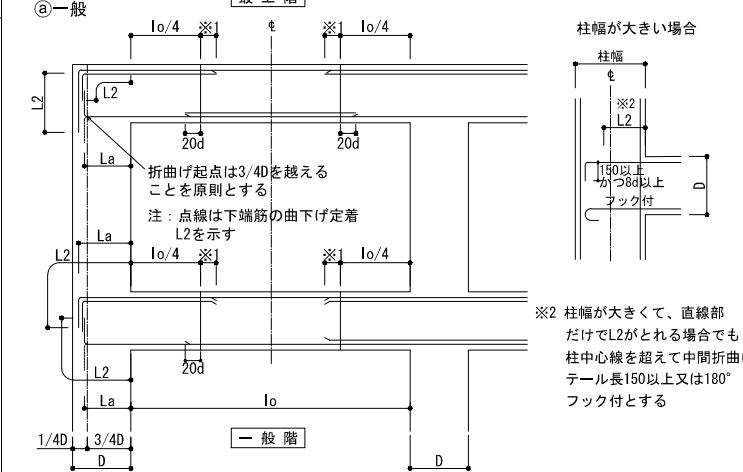 ⓐ一般
最上階
lo/4 ※1 ℄ ※1 lo/4
L2
L2
20d 20d
La
折曲げ起点は3/4Dを越える
ことを原則とする
注：点線は下端筋の曲下げ定着
L2を示す
La
L2
lo/4 ※1 ※1 lo/4
20d
L2
La
lo
1/4D 3/4D
一般階
D D
柱幅が大きい場合
柱幅
℄
※2
L2
150以上
かつ8d以上
フック付
D
※2 柱幅が大きくて、直線部
だけでL2がとれる場合でも
柱中心線を超えて中間折曲
テール長150以上又は180°
フック付とする